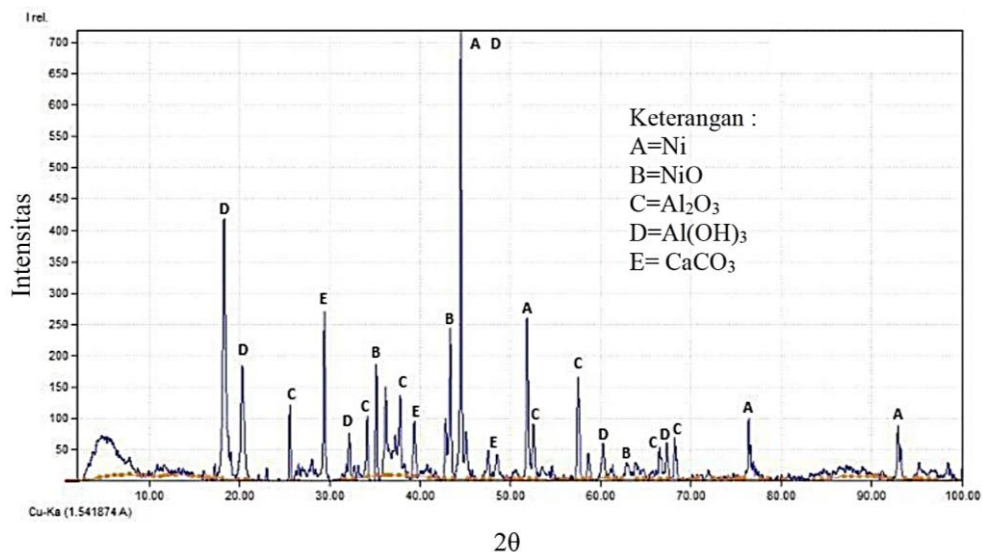 I rel.
700
650
600
550
500
450
400
350
300
250
200
150
100
50
Intensitas
A D
D
E
D
C
D
C
B
C
E
B
E
A
C
C
D
B
C
D
C
A
A
Keterangan :
A=Ni
B=NiO
C=Al₂O₃
D=Al(OH)₃
E= CaCO₃
10.00 20.00 30.00 40.00 50.00 60.00 70.00 80.00 90.00 100.00
Cu-Ka (1.541874 A)
2θ